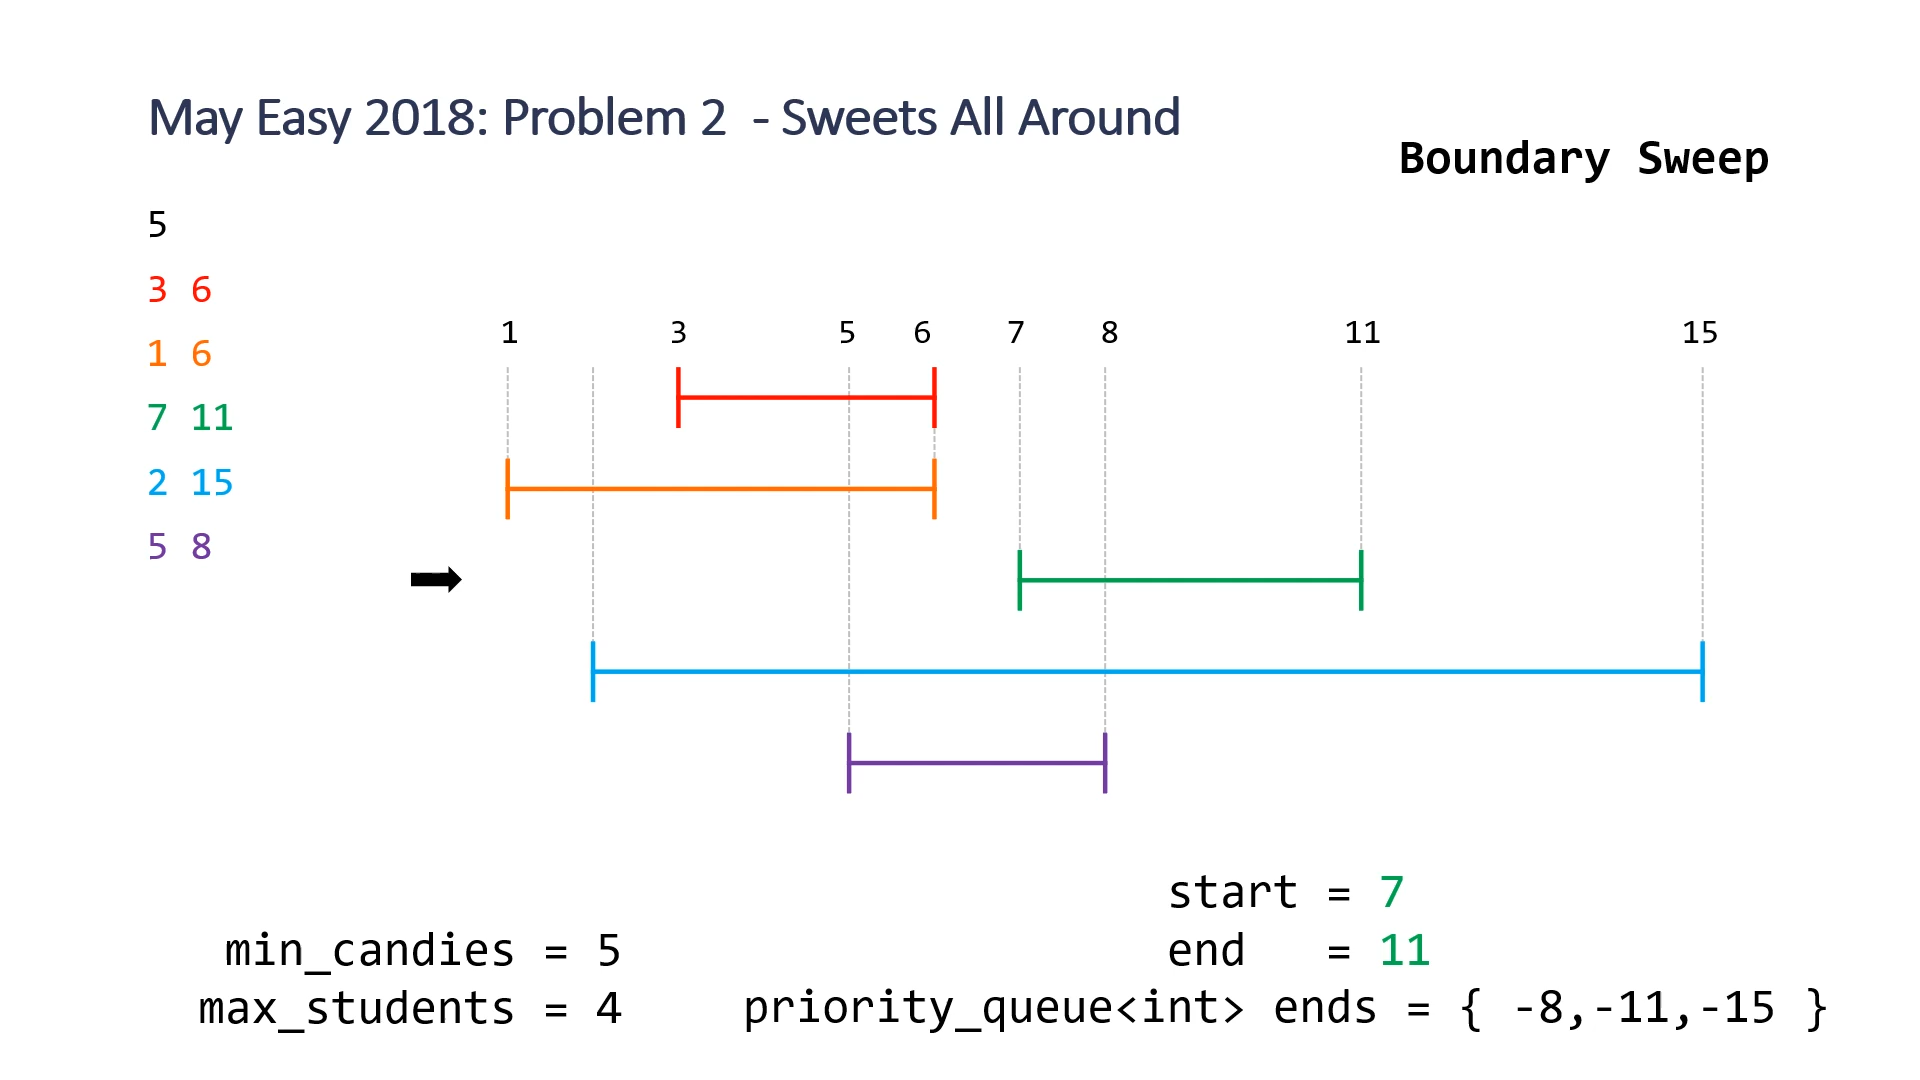 May Easy 2018: Problem 2 - Sweets All Around
Boundary Sweep
5
3 6
1 6
7 11
2 15
5 8
1 3 5 6 7 8 11 15
min_candies = 5
max_students = 4
start = 7
end = 11
priority_queue<int> ends = { -8,-11,-15 }